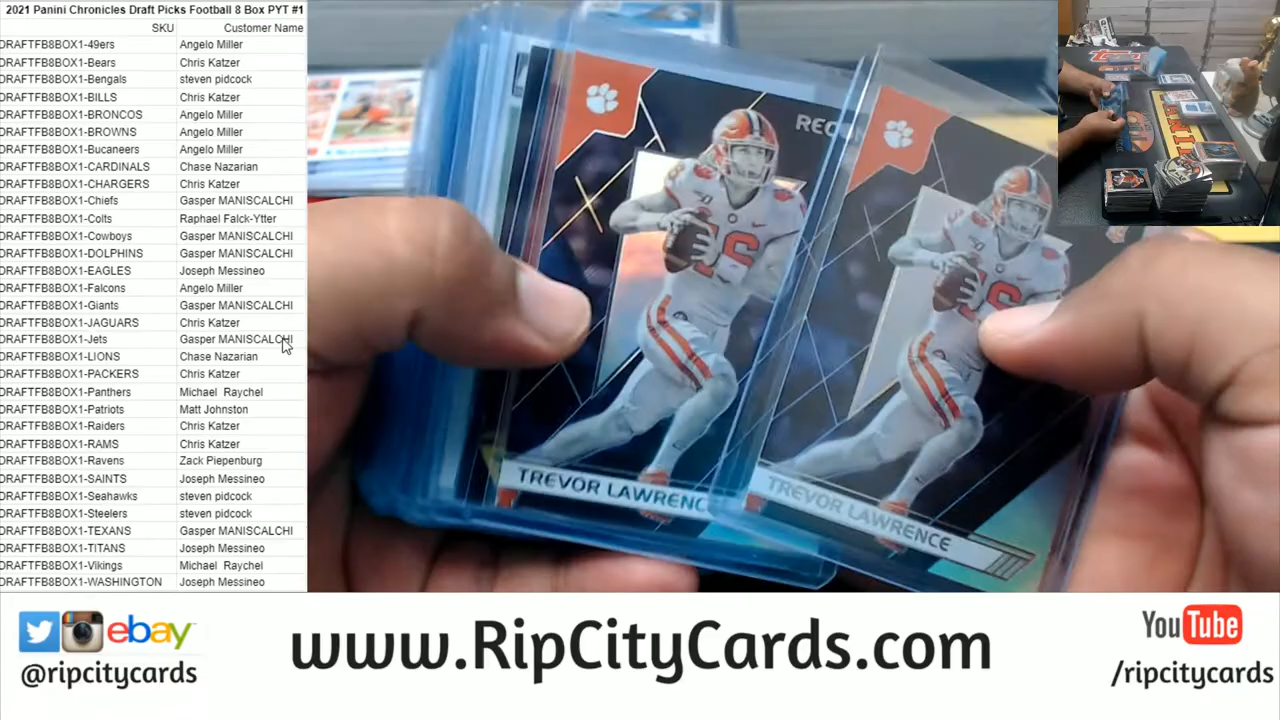 2021 Panini Chronicles Draft Picks Football 8 Box PYT #1
SKU Customer Name
DRAFTFB8BOX1-49ers Angelo Miller
DRAFTFB8BOX1-Bears Chris Katzer
DRAFTFB8BOX1-Bengals steven pidcock
DRAFTFB8BOX1-BILLS Chris Katzer
DRAFTFB8BOX1-BRONCOS Angelo Miller
DRAFTFB8BOX1-BROWNS Angelo Miller
DRAFTFB8BOX1-Bucaneers Angelo Miller
DRAFTFB8BOX1-CARDINALS Chase Nazarian
DRAFTFB8BOX1-CHARGERS Chris Katzer
DRAFTFB8BOX1-Chiefs Gasper MANISCALCHI
DRAFTFB8BOX1-Colts Raphael Falck-Ytter
DRAFTFB8BOX1-Cowboys Gasper MANISCALCHI
DRAFTFB8BOX1-DOLPHINS Gasper MANISCALCHI
DRAFTFB8BOX1-EAGLES Joseph Messineo
DRAFTFB8BOX1-Falcons Angelo Miller
DRAFTFB8BOX1-Giants Gasper MANISCALCHI
DRAFTFB8BOX1-JAGUARS Chris Katzer
DRAFTFB8BOX1-Jets Gasper MANISCALCHI
DRAFTFB8BOX1-LIONS Chase Nazarian
DRAFTFB8BOX1-PACKERS Chris Katzer
DRAFTFB8BOX1-Panthers Michael Raychel
DRAFTFB8BOX1-Patriots Matt Johnston
DRAFTFB8BOX1-Raiders Chris Katzer
DRAFTFB8BOX1-RAMS Chris Katzer
DRAFTFB8BOX1-Ravens Zack Piepenburg
DRAFTFB8BOX1-SAINTS Joseph Messineo
DRAFTFB8BOX1-Seahawks steven pidcock
DRAFTFB8BOX1-Steelers steven pidcock
DRAFTFB8BOX1-TEXANS Gasper MANISCALCHI
DRAFTFB8BOX1-TITANS Joseph Messineo
DRAFTFB8BOX1-Vikings Michael Raychel
DRAFTFB8BOX1-WASHINGTON Joseph Messineo
RECON
TREVOR LAWRENC
TREVOR LAWRENCE
ebay
@ripcitycards
www.RipCityCards.com
YouTube
/ripcitycards